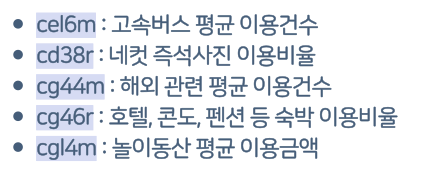 • cel6m : 고속버스 평균 이용건수
• cd38r : 네컷 즉석사진 이용비율
• cg44m : 해외 관련 평균 이용건수
• cg46r : 호텔, 콘도, 펜션 등 숙박 이용비율
• cgl4m : 놀이동산 평균 이용금액